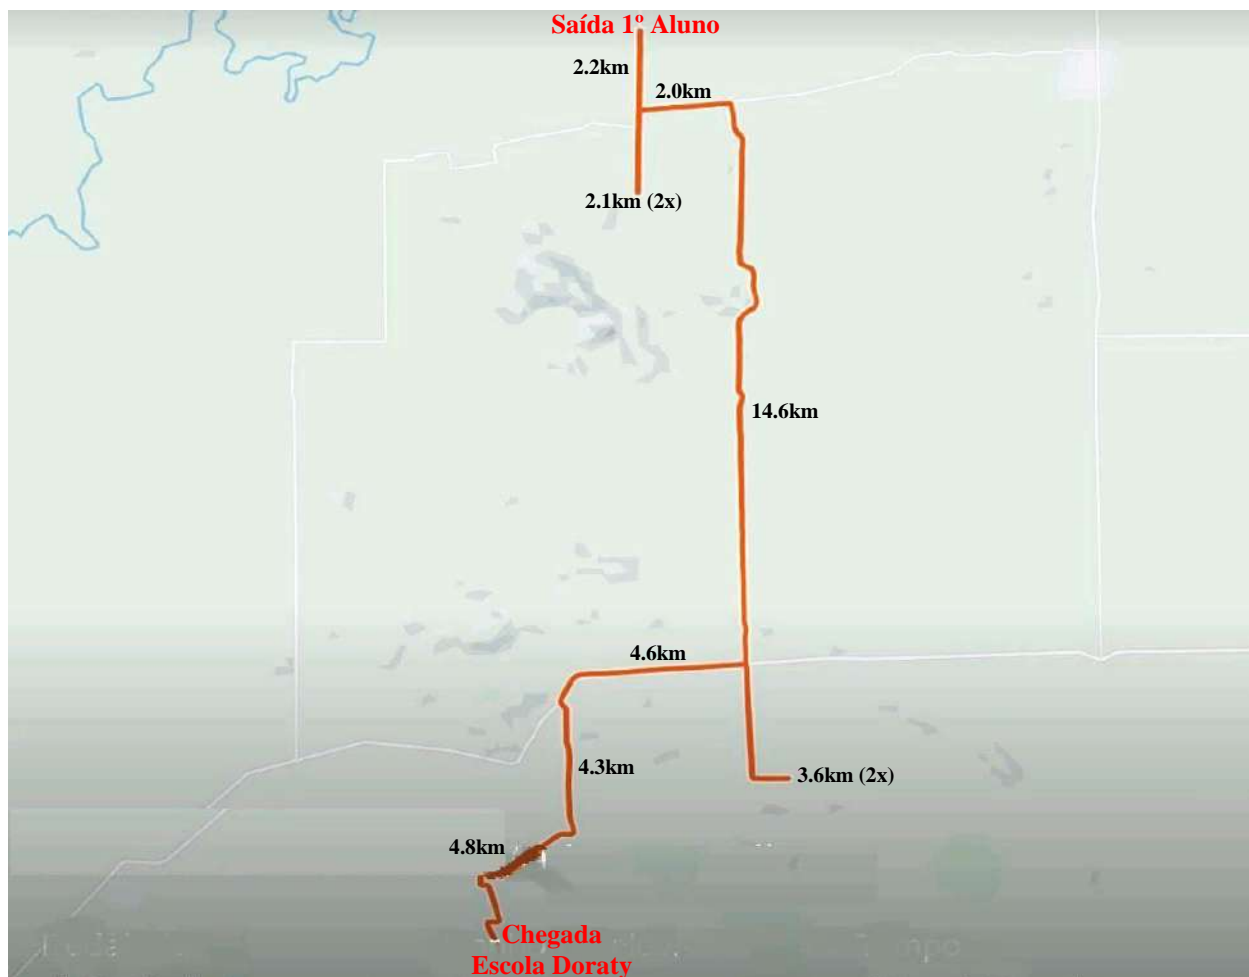 Saída 1º Aluno
2.2km
2.0km
2.1km (2x)
14.6km
4.6km
4.3km
3.6km (2x)
4.8km
Chegada
Escola Doraty